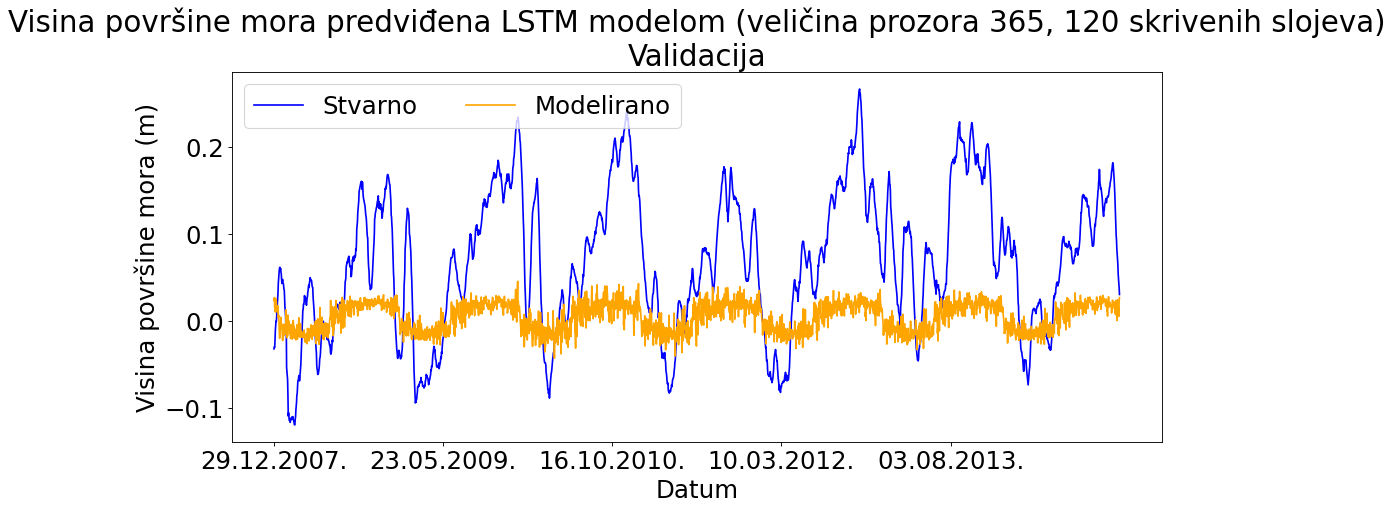 Visina površine mora predviđena LSTM modelom (veličina prozora 365, 120 skrivenih slojeva)
Validacija
Stvarno Modelirano
Visina površine mora (m)
0.2
0.1
0.0
−0.1
29.12.2007. 23.05.2009. 16.10.2010. 10.03.2012. 03.08.2013.
Datum